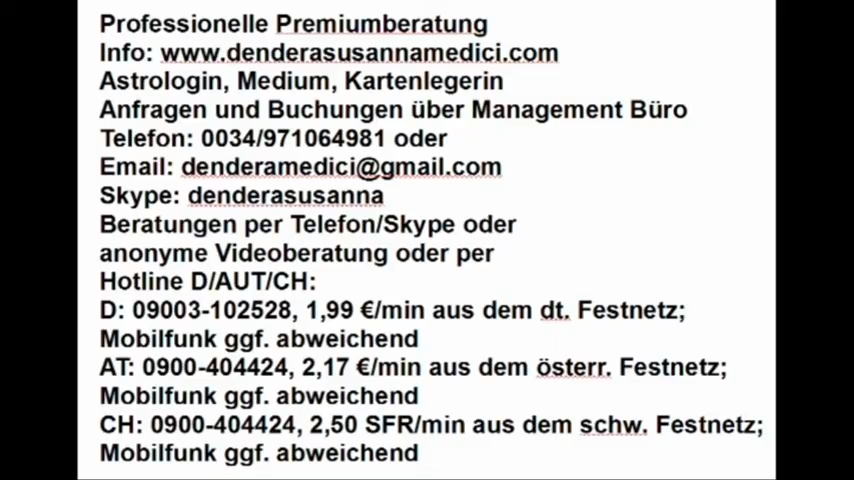 Professionelle Premiumberatung
Info: www.denderasusannamedici.com
Astrologin, Medium, Kartenlegerin
Anfragen und Buchungen über Management Büro
Telefon: 0034/971064981 oder
Email: denderamedici@gmail.com
Skype: denderasusanna
Beratungen per Telefon/Skype oder
anonyme Videoberatung oder per
Hotline D/AUT/CH:
D: 09003-102528, 1,99 €/min aus dem dt. Festnetz;
Mobilfunk ggf. abweichend
AT: 0900-404424, 2,17 €/min aus dem österr. Festnetz;
Mobilfunk ggf. abweichend
CH: 0900-404424, 2,50 SFR/min aus dem schw. Festnetz;
Mobilfunk ggf. abweichend